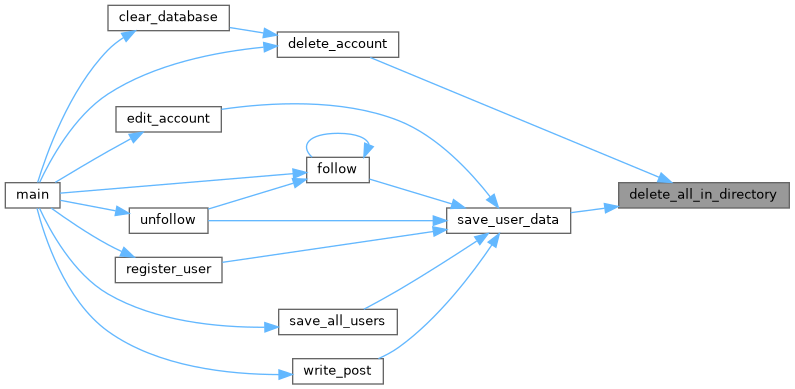 clear_database
delete_account
edit_account
follow
main
delete_all_in_directory
unfollow
save_user_data
register_user
save_all_users
write_post